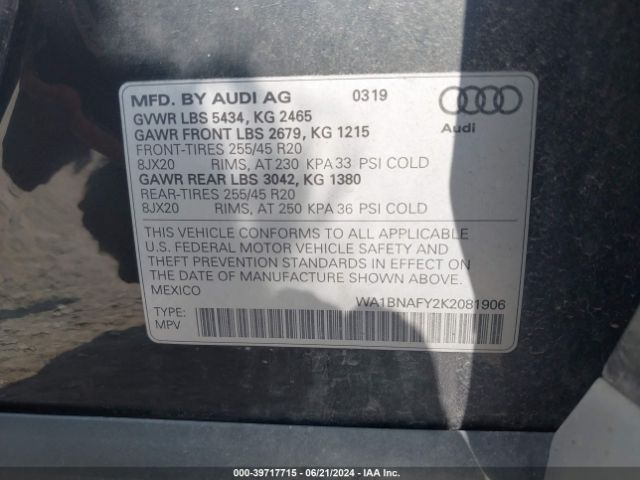 MFD. BY AUDI AG 0319
GVWR LBS 5434, KG 2465
GAWR FRONT LBS 2679, KG 1215
Audi
FRONT-TIRES 255/45 R20
8JX20 RIMS, AT 230 KPA 33 PSI COLD
GAWR REAR LBS 3042, KG 1380
REAR-TIRES 255/45 R20
8JX20 RIMS, AT 250 KPA 36 PSI COLD
THIS VEHICLE CONFORMS TO ALL APPLICABLE
U.S. FEDERAL MOTOR VEHICLE SAFETY AND
THEFT PREVENTION STANDARDS IN EFFECT ON
THE DATE OF MANUFACTURE SHOWN ABOVE.
MEXICO WA1BNAFY2K2081906
TYPE:
MPV
000-39717715 - 06/21/2024 - IAA Inc.